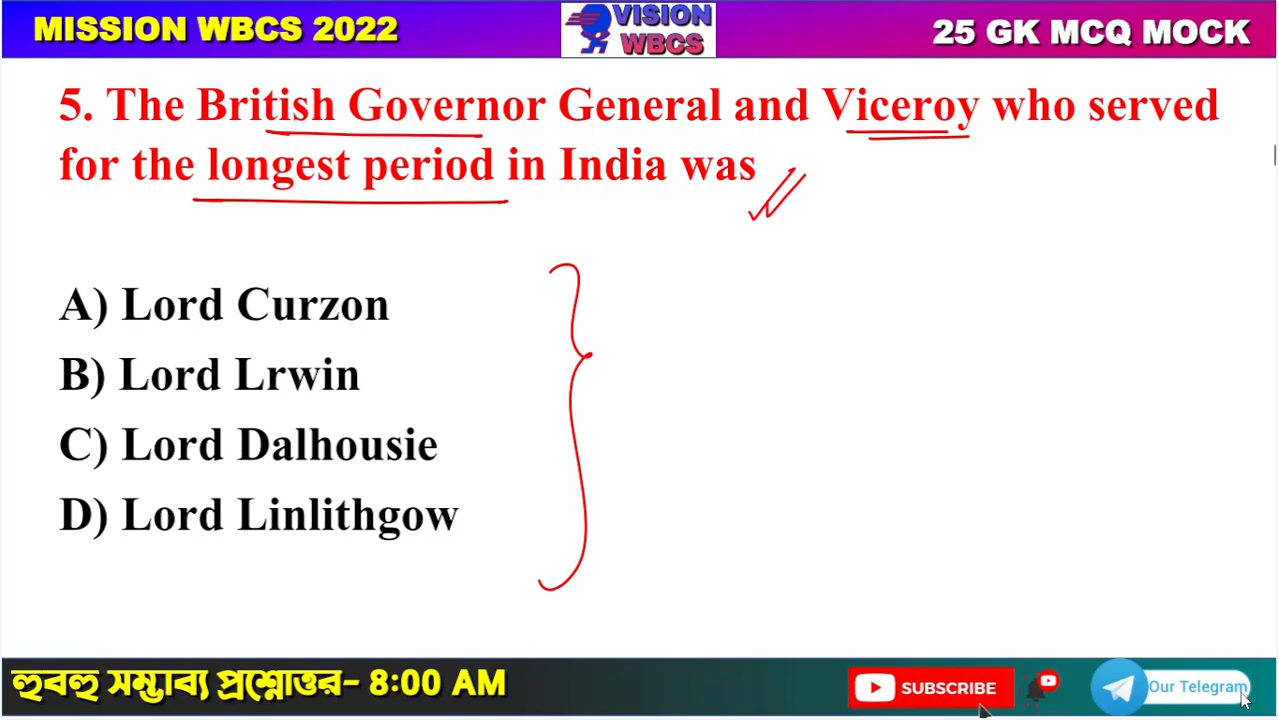 MISSION WBCS 2022
VISION
WBCS
25 GK MCQ MOCK
5. The British Governor General and Viceroy who served
for the longest period in India was
A) Lord Curzon
B) Lord Lrwin
C) Lord Dalhousie
D) Lord Linlithgow
হুবহু সম্ভাব্য প্রশ্নোত্তর- 8:00 AM
SUBSCRIBE
Our Telegram